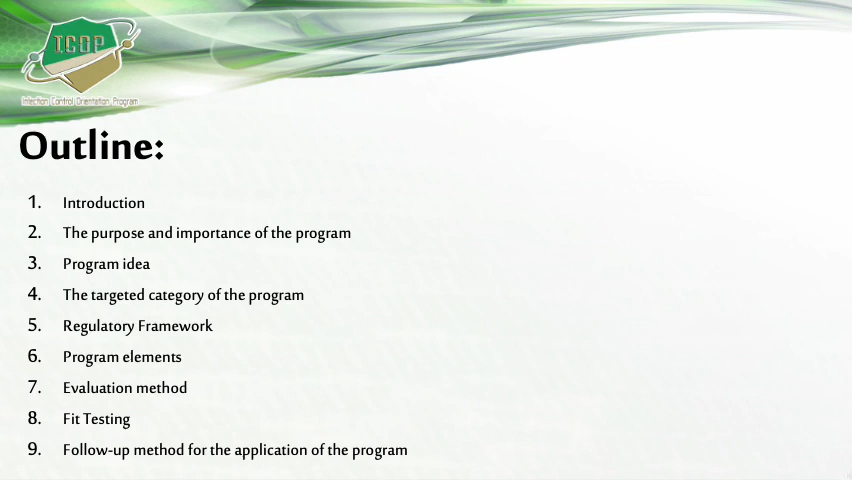 I.C.O.P
Infection Control Orientation Program
Outline:
1. Introduction
2. The purpose and importance of the program
3. Program idea
4. The targeted category of the program
5. Regulatory Framework
6. Program elements
7. Evaluation method
8. Fit Testing
9. Follow-up method for the application of the program